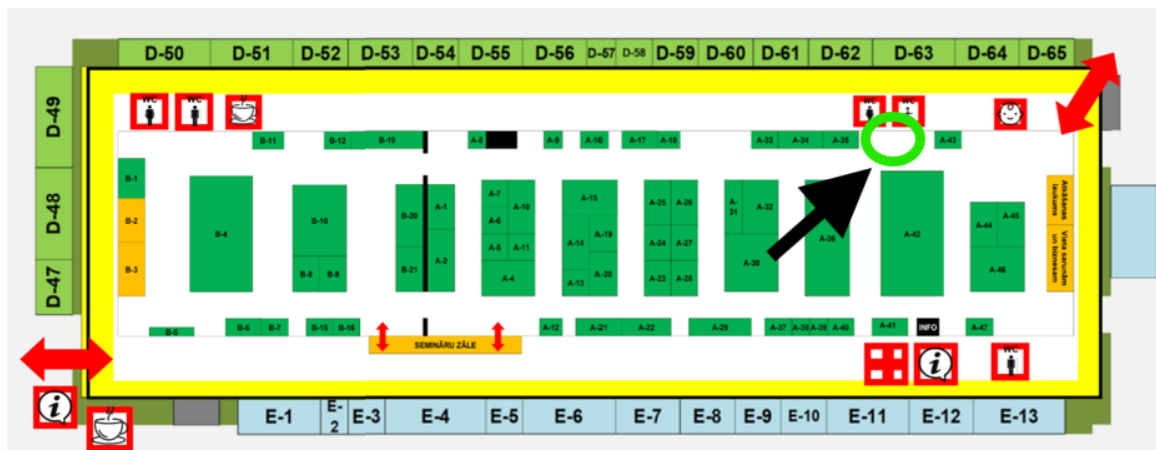 D-50 D-51 D-52 D-53 D-54 D-55 D-56 D-57 D-58 D-59 D-60 D-61 D-62 D-63 D-64 D-65
D-49
D-48
D-47
WC WC WC WC
B-11 B-12 B-19 A-8 A-9 A-16 A-17 A-18 A-33 A-34 A-35 A-43
B-1
B-2
B-3
B-4
B-10
B-8 B-9
B-20
B-21
A-1
A-2
A-7
A-6
A-10
A-5 A-11
A-4
A-15
A-14
A-19
A-13
A-20
A-25 A-26
A-24 A-27
A-23 A-28
A-31
A-32
A-30
A-36
A-42
A-44
A-45
A-46
Atkāšanas
laukums
Vieta sarunām
un biznesam
B-5 B-6 B-7 B-15 B-16 A-12 A-21 A-22 A-29 A-37 A-38 A-39 A-40 A-41 INFO A-47
SEMINĀRU ZĀLE
i WC
i
E-1 E-2 E-3 E-4 E-5 E-6 E-7 E-8 E-9 E-10 E-11 E-12 E-13